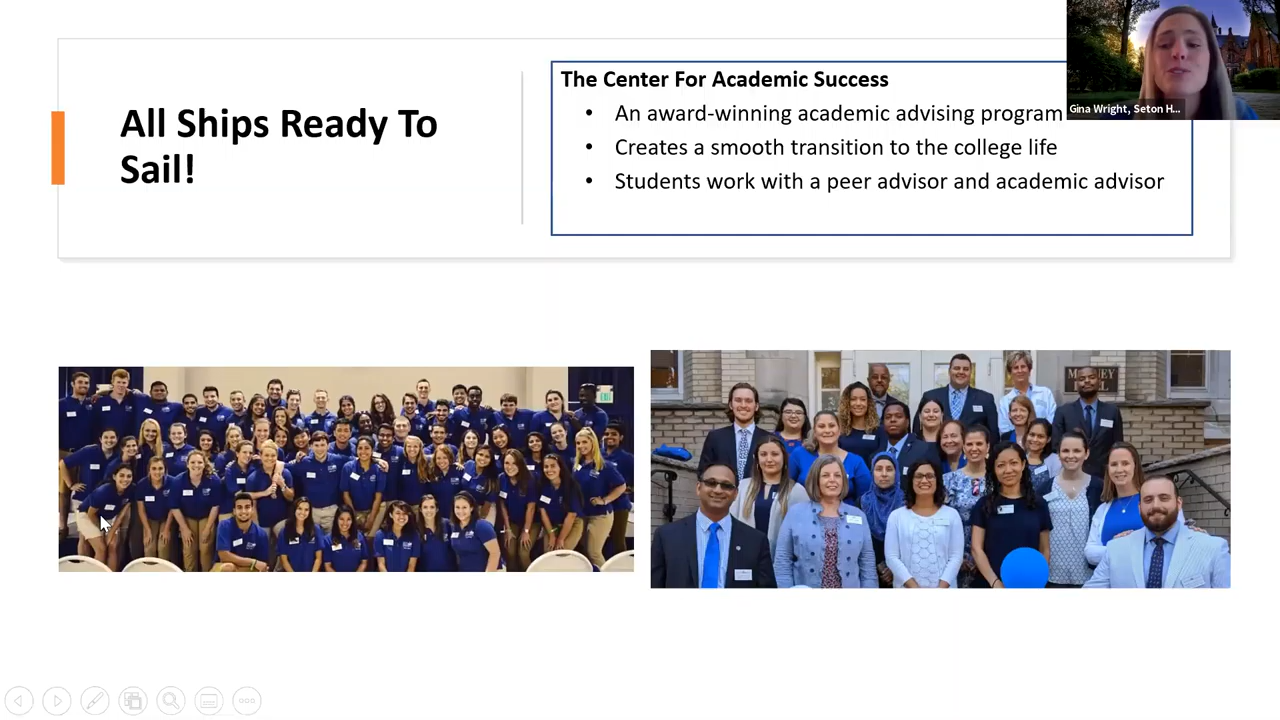 All Ships Ready To
Sail!
The Center For Academic Success
• An award-winning academic advising program
• Creates a smooth transition to the college life
• Students work with a peer advisor and academic advisor
Gina Wright, Seton H...
EXIT